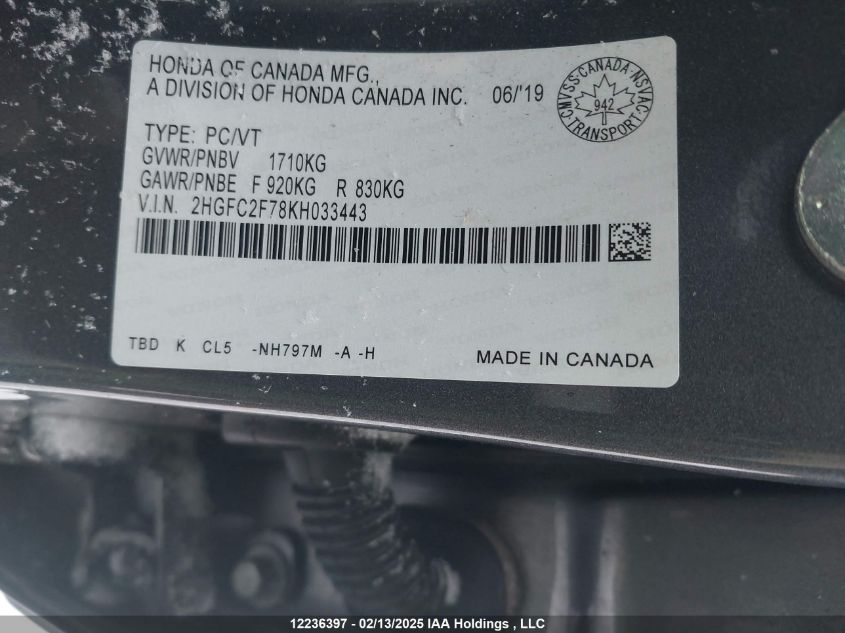 HONDA OF CANADA MFG.,
A DIVISION OF HONDA CANADA INC. 06/'19
CMVSS·CANADA·NSVAC·TRANSPORT·
942
TYPE: PC/VT
GVWR/PNBV 1710KG
GAWR/PNBE F 920KG R 830KG
V.I.N. 2HGFC2F78KH033443
TBD K CL5 -NH797M -A -H
MADE IN CANADA
12236397 - 02/13/2025 IAA Holdings , LLC